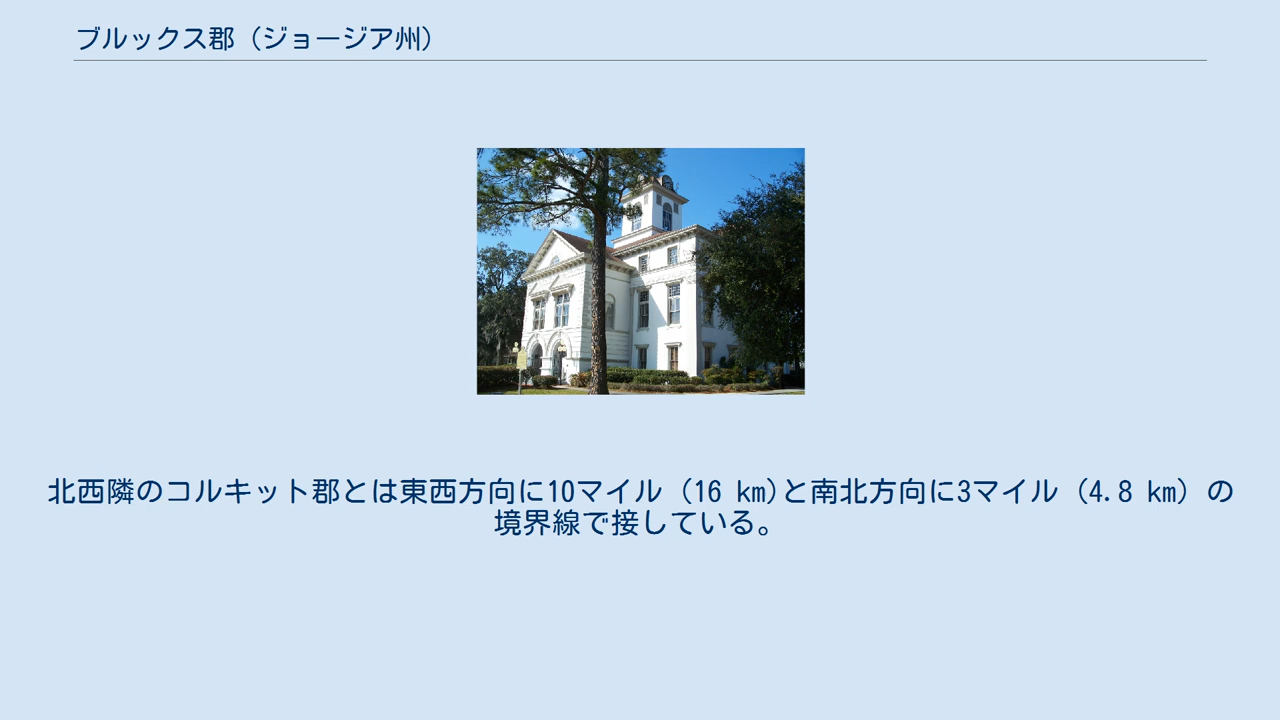 ブルックス郡（ジョージア州）
北西隣のコルキット郡とは東西方向に10マイル（16 km)と南北方向に3マイル（4.8 km）の
境界線で接している。